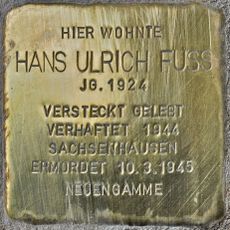 HIER WOHNTE
HANS ULRICH FUSS
JG. 1924
VERSTECKT GELEBT
VERHAFTET 1944
SACHSENHAUSEN
ERMORDET 10.3.1945
NEUENGAMME